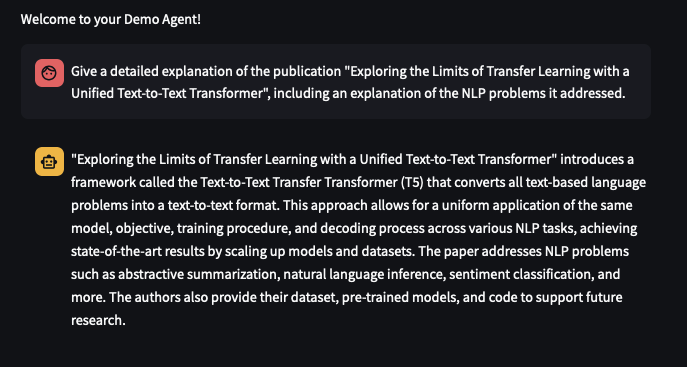 Welcome to your Demo Agent!
Give a detailed explanation of the publication "Exploring the Limits of Transfer Learning with a
Unified Text-to-Text Transformer", including an explanation of the NLP problems it addressed.
"Exploring the Limits of Transfer Learning with a Unified Text-to-Text Transformer" introduces a
framework called the Text-to-Text Transfer Transformer (T5) that converts all text-based language
problems into a text-to-text format. This approach allows for a uniform application of the same
model, objective, training procedure, and decoding process across various NLP tasks, achieving
state-of-the-art results by scaling up models and datasets. The paper addresses NLP problems
such as abstractive summarization, natural language inference, sentiment classification, and
more. The authors also provide their dataset, pre-trained models, and code to support future
research.